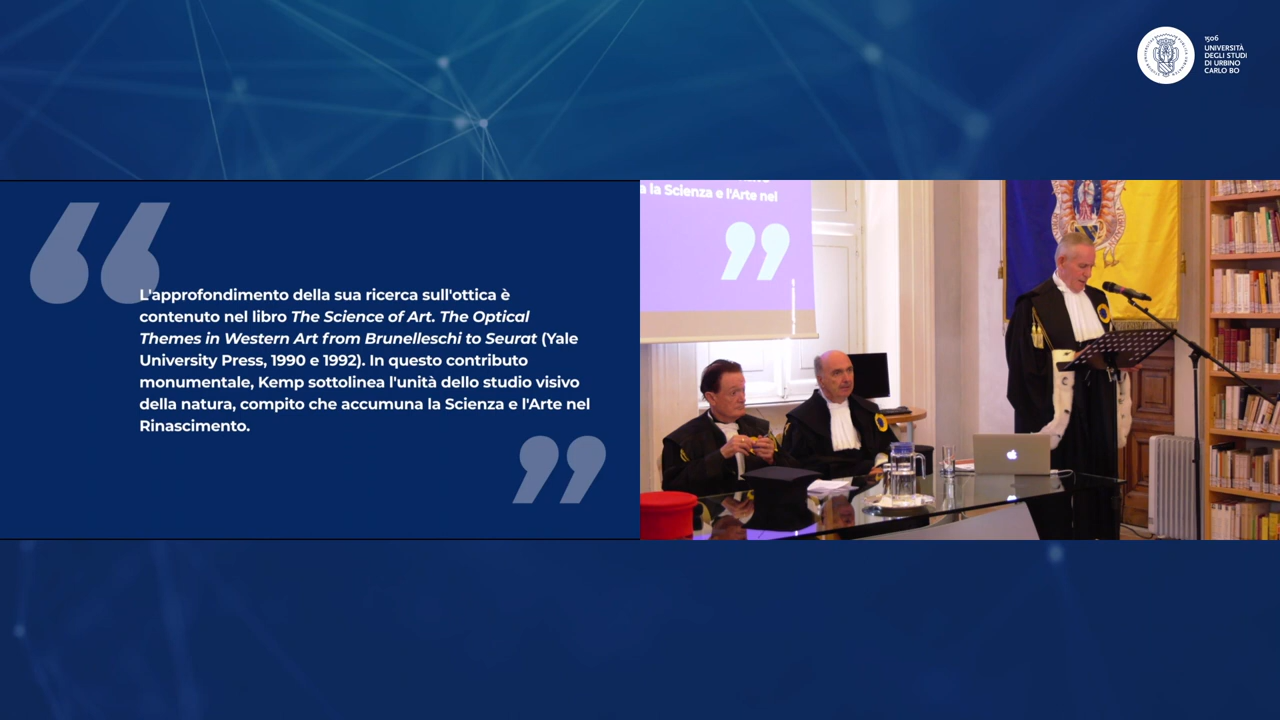 1506
UNIVERSITÀ
DEGLI STUDI
DI URBINO
CARLO BO
“
L'approfondimento della sua ricerca sull'ottica è
contenuto nel libro The Science of Art. The Optical
Themes in Western Art from Brunelleschi to Seurat (Yale
University Press, 1990 e 1992). In questo contributo
monumentale, Kemp sottolinea l'unità dello studio visivo
della natura, compito che accumuna la Scienza e l'Arte nel
Rinascimento.
”
a la Scienza e l'Arte nel
”